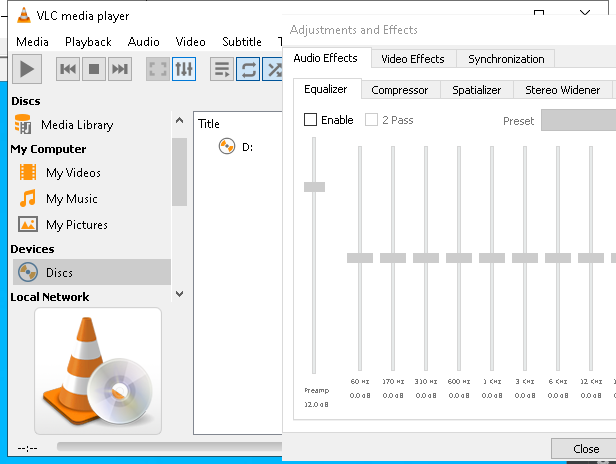 VLC media player
Media Playback Audio Video Subtitle
Discs
Media Library
My Computer
My Videos
My Music
My Pictures
Devices
Discs
Local Network
--:--
Title
D:
Adjustments and Effects
Audio Effects Video Effects Synchronization
Equalizer Compressor Spatializer Stereo Widener
Enable 2 Pass Preset
60 Hz 170 Hz 310 Hz 600 Hz 1 KHz 3 KHz 6 KHz 12 KHz
Preamp 0.0 dB 0.0 dB 0.0 dB 0.0 dB 0.0 dB 0.0 dB 0.0 dB 0.0 dB
12.0 dB
Close